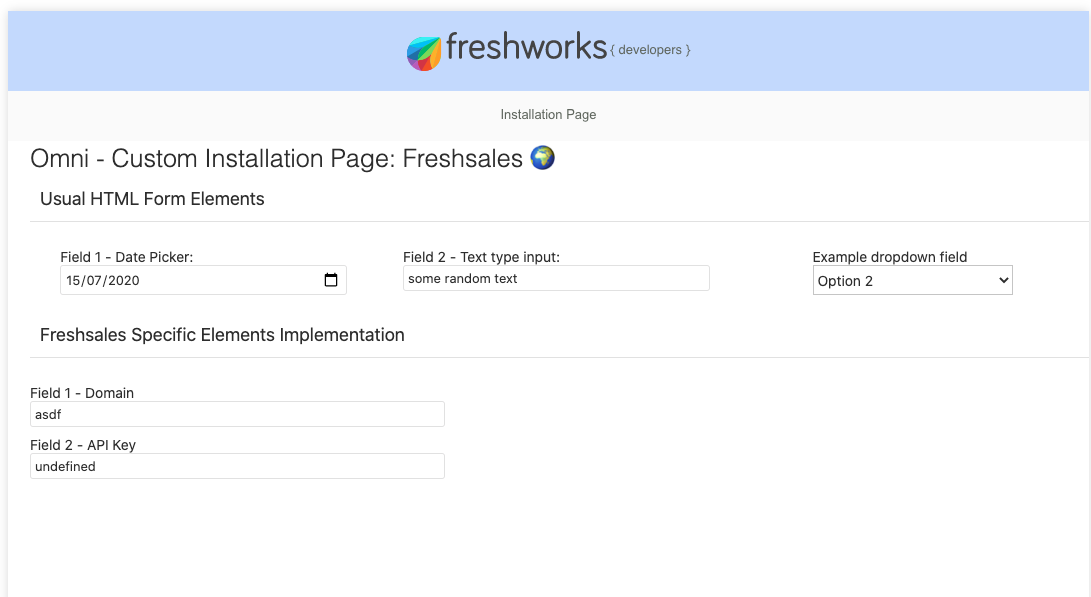 freshworks { developers }
Installation Page
Omni - Custom Installation Page: Freshsales 🌍
Usual HTML Form Elements
Field 1 - Date Picker: Field 2 - Text type input: Example dropdown field
15/07/2020 some random text Option 2
Freshsales Specific Elements Implementation
Field 1 - Domain
asdf
Field 2 - API Key
undefined